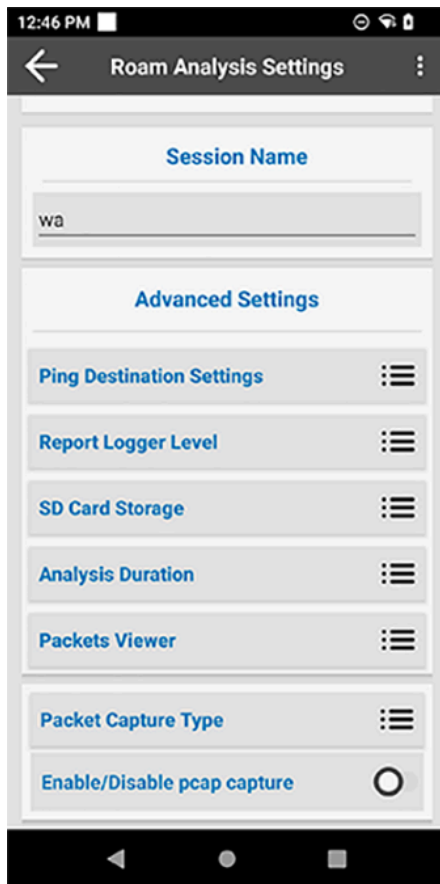 12:46 PM
Roam Analysis Settings
Session Name
wa
Advanced Settings
Ping Destination Settings
Report Logger Level
SD Card Storage
Analysis Duration
Packets Viewer
Packet Capture Type
Enable/Disable pcap capture